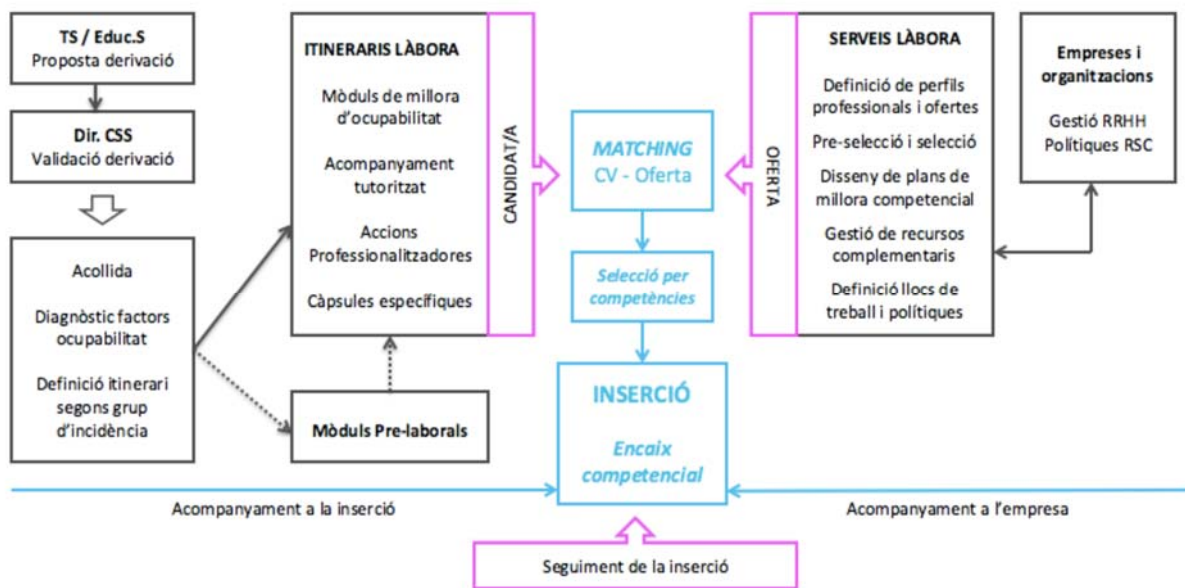 TS / Educ.S
Proposta derivació
Dir. CSS
Validació derivació
Acollida
Diagnòstic factors
ocupabilitat
Definició itinerari
segons grup
d'incidència
ITINERARIS LÀBORA
Mòduls de millora
d'ocupabilitat
Acompanyament
tutoritzat
Accions
Professionalitzadores
Càpsules específiques
Mòduls Pre-laborals
CANDIDAT/A
MATCHING
CV - Oferta
Selecció per
competències
INSERCIÓ
Encaix
competencial
OFERTA
SERVEIS LÀBORA
Definició de perfils
professionals i ofertes
Pre-selecció i selecció
Disseny de plans de
millora competencial
Gestió de recursos
complementaris
Definició llocs de
treball i polítiques
Empreses i
organitzacions
Gestió RRHH
Polítiques RSC
Acompanyament a la inserció
Acompanyament a l'empresa
Seguiment de la inserció